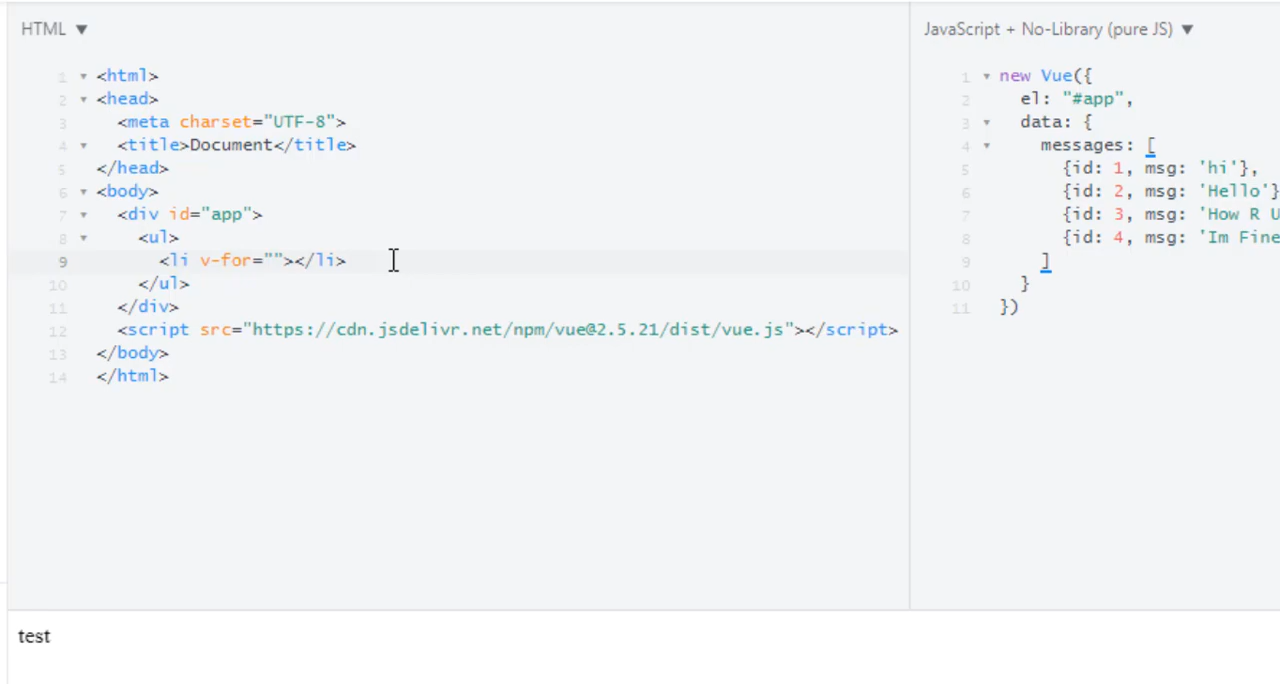 HTML ▼
1 ▾ <html>
2 ▾ <head>
3 <meta charset="UTF-8">
4 ▾ <title>Document</title>
5 </head>
6 ▾ <body>
7 ▾ <div id="app">
8 ▾ <ul>
9 <li v-for=""></li>
10 </ul>
11 </div>
12 <script src="https://cdn.jsdelivr.net/npm/vue@2.5.21/dist/vue.js"></script>
13 </body>
14 </html>
JavaScript + No-Library (pure JS) ▼
1 ▾ new Vue({
2 el: "#app",
3 ▾ data: {
4 ▾ messages: [
5 {id: 1, msg: 'hi'},
6 {id: 2, msg: 'Hello'}
7 {id: 3, msg: 'How R U
8 {id: 4, msg: 'Im Fine
9 ]
10 }
11 })
test